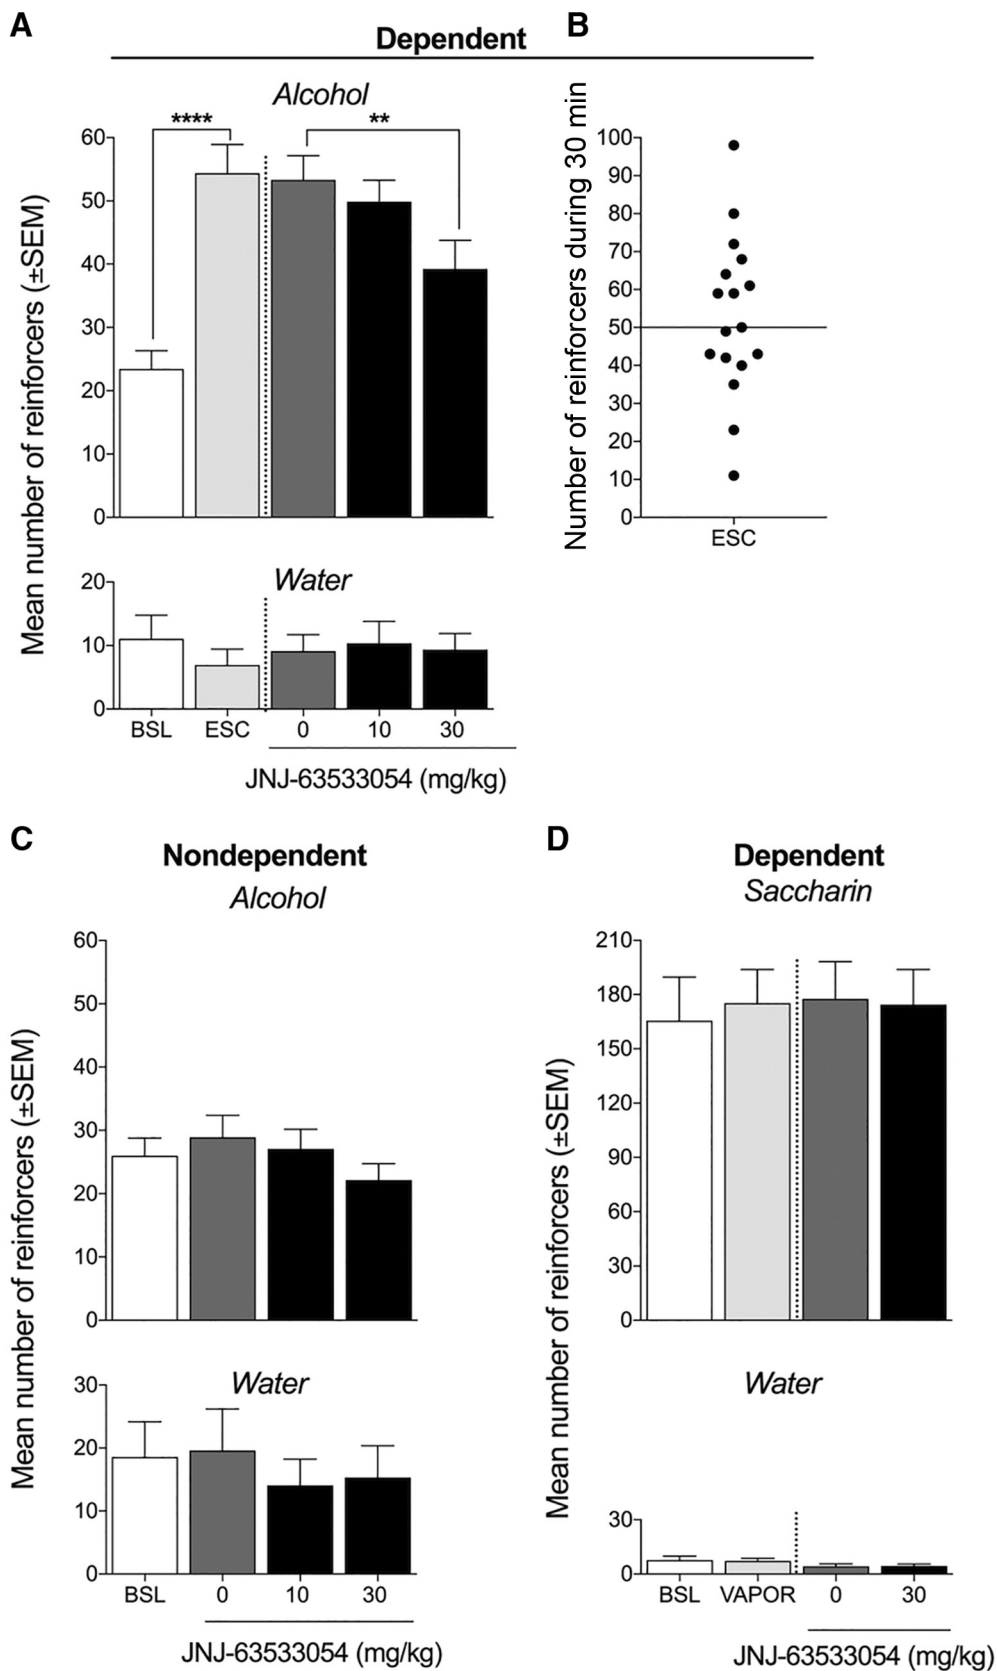 A
B
Dependent
Alcohol
****
**
Mean number of reinforcers (±SEM)
60
50
40
30
20
10
0
Water
20
10
0
BSL ESC 0 10 30
JNJ-63533054 (mg/kg)
Number of reinforcers during 30 min
100
90
80
70
60
50
40
30
20
10
0
ESC
C
Nondependent
Alcohol
Mean number of reinforcers (±SEM)
60
50
40
30
20
10
0
Water
30
20
10
0
BSL 0 10 30
JNJ-63533054 (mg/kg)
D
Dependent
Saccharin
Mean number of reinforcers (±SEM)
210
180
150
120
90
60
30
0
Water
30
0
BSL VAPOR 0 30
JNJ-63533054 (mg/kg)